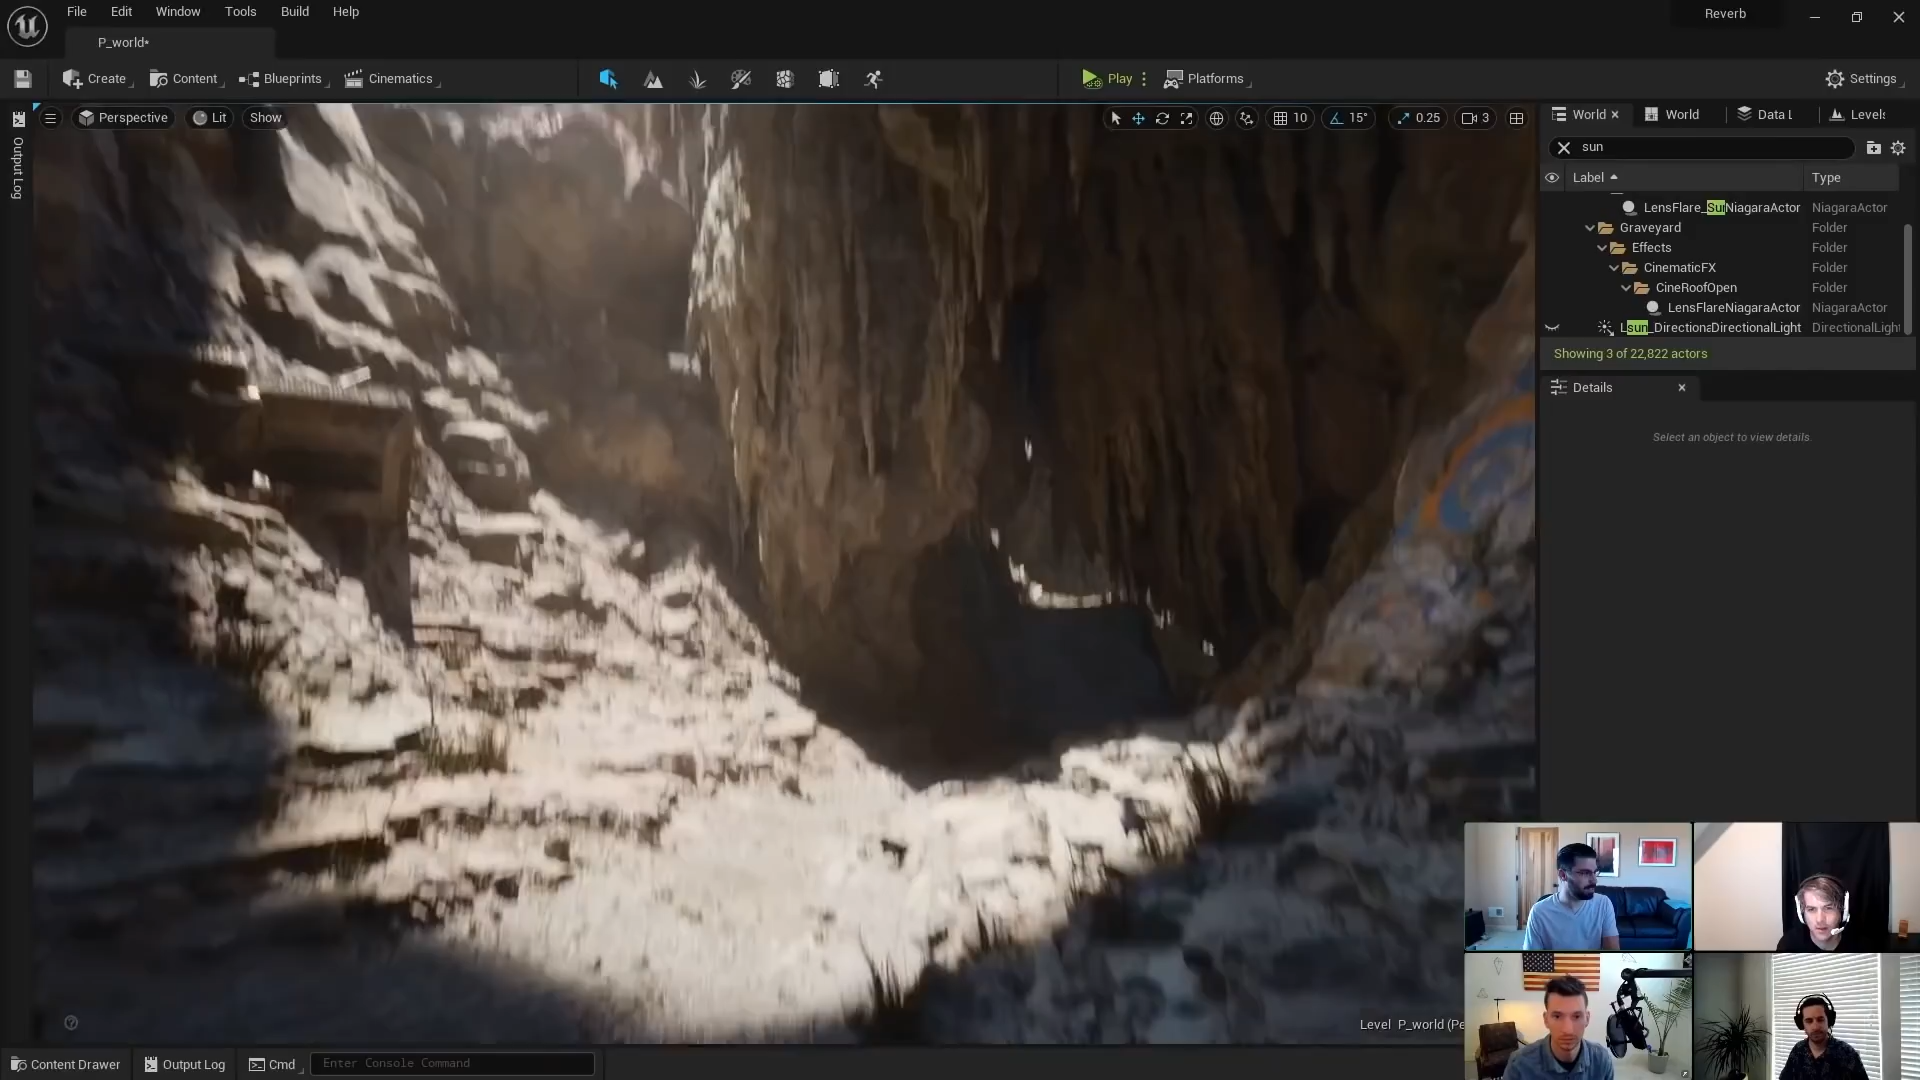 File Edit Window Tools Build Help
Reverb
P_world*
Create Content Blueprints Cinematics Play Platforms Settings
Perspective Lit Show 10 15° 0.25 3
World World Data L Levels
Output Log
sun
Label Type
LensFlare_SunNiagaraActor NiagaraActor
Graveyard Folder
Effects Folder
CinematicFX Folder
CineRoofOpen Folder
LensFlareNiagaraActor NiagaraActor
Lsun_DirectionaDirectionalLight DirectionalLight
Showing 3 of 22,822 actors
Details
Select an object to view details.
Level P_world (Pe
Content Drawer Output Log Cmd Enter Console Command